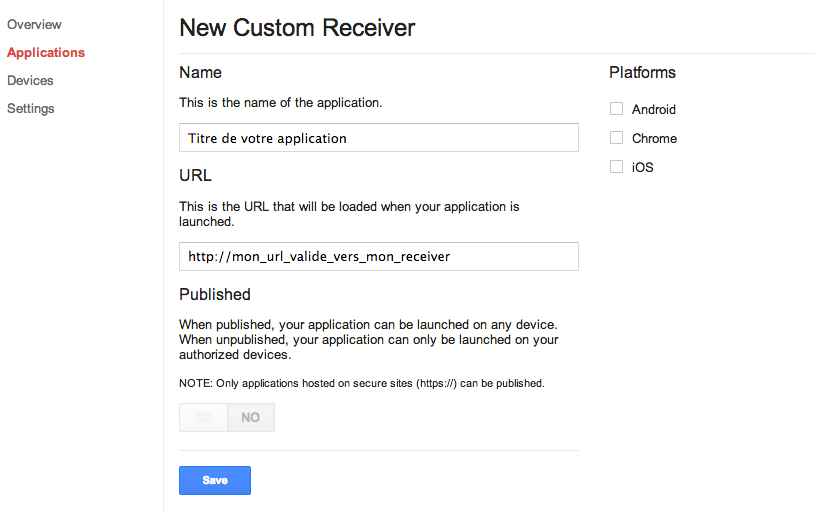 Overview
Applications
Devices
Settings
New Custom Receiver
Name
This is the name of the application.
Titre de votre application
URL
This is the URL that will be loaded when your application is
launched.
http://mon_url_valide_vers_mon_receiver
Published
When published, your application can be launched on any device.
When unpublished, your application can only be launched on your
authorized devices.
NOTE: Only applications hosted on secure sites (https://) can be published.
NO
Save
Platforms
Android
Chrome
iOS